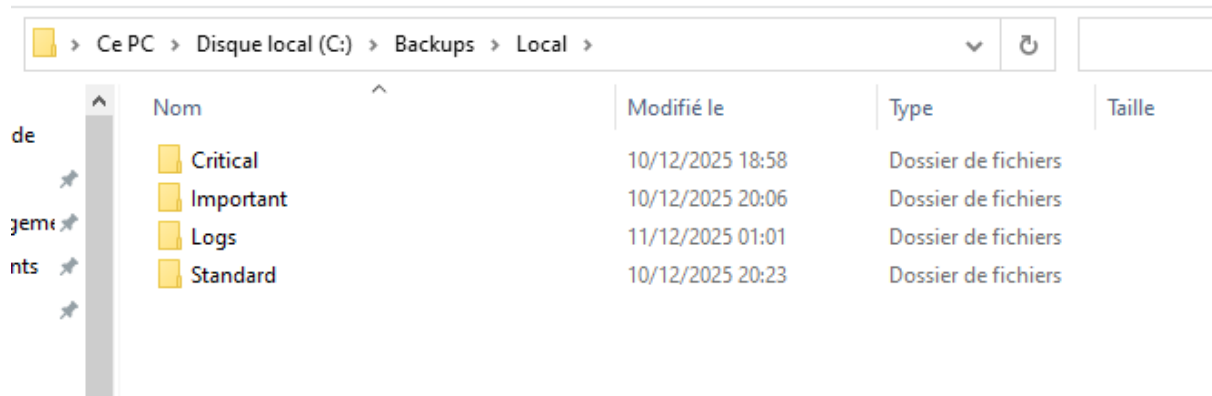 Ce PC > Disque local (C:) > Backups > Local >
Nom Modifié le Type Taille
de
Critical 10/12/2025 18:58 Dossier de fichiers
Important 10/12/2025 20:06 Dossier de fichiers
Logs 11/12/2025 01:01 Dossier de fichiers
nts
Standard 10/12/2025 20:23 Dossier de fichiers